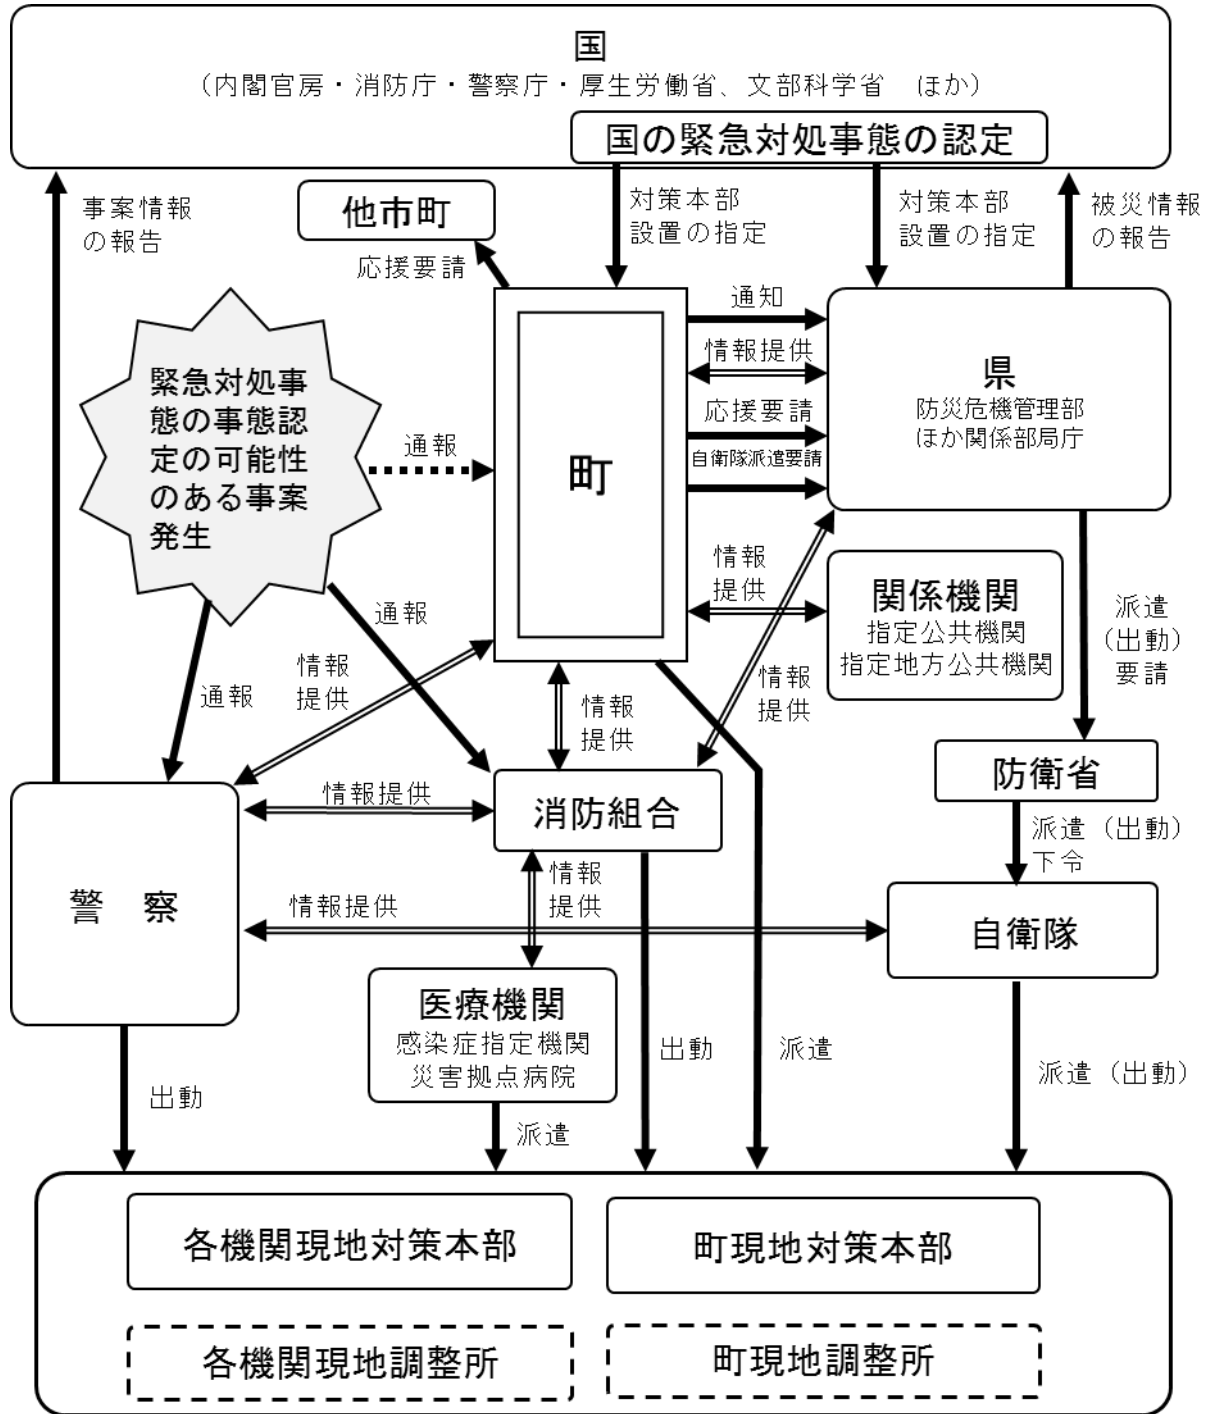 国
（内閣官房・消防庁・警察庁・厚生労働省、文部科学省　ほか）
国の緊急対処事態の認定
事案情報
の報告
他市町
応援要請
対策本部
設置の指定
対策本部
設置の指定
被災情報
の報告
緊急対処事
態の事態認
定の可能性
のある事案
発生
通報
町
通知
情報提供
応援要請
自衛隊派遣要請
県
防災危機管理部
ほか関係部局庁
情報
提供
関係機関
指定公共機関
指定地方公共機関
派遣
（出動）
要請
通報
通報
情報
提供
情報
提供
情報
提供
防衛省
派遣（出動）
下令
情報提供
消防組合
警　察
情報提供
情報
提供
自衛隊
医療機関
感染症指定機関
災害拠点病院
出動
派遣
出動
派遣
派遣（出動）
各機関現地対策本部
町現地対策本部
各機関現地調整所
町現地調整所